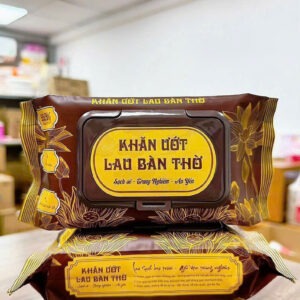 KHĂN ƯỚT LAU BÀN THỜ
KHĂN ƯỚT
LAU BÀN THỜ
Sạch sẽ - Trang Nghiêm - An Yên
KHĂN ƯỚT
LAU BÀN THỜ